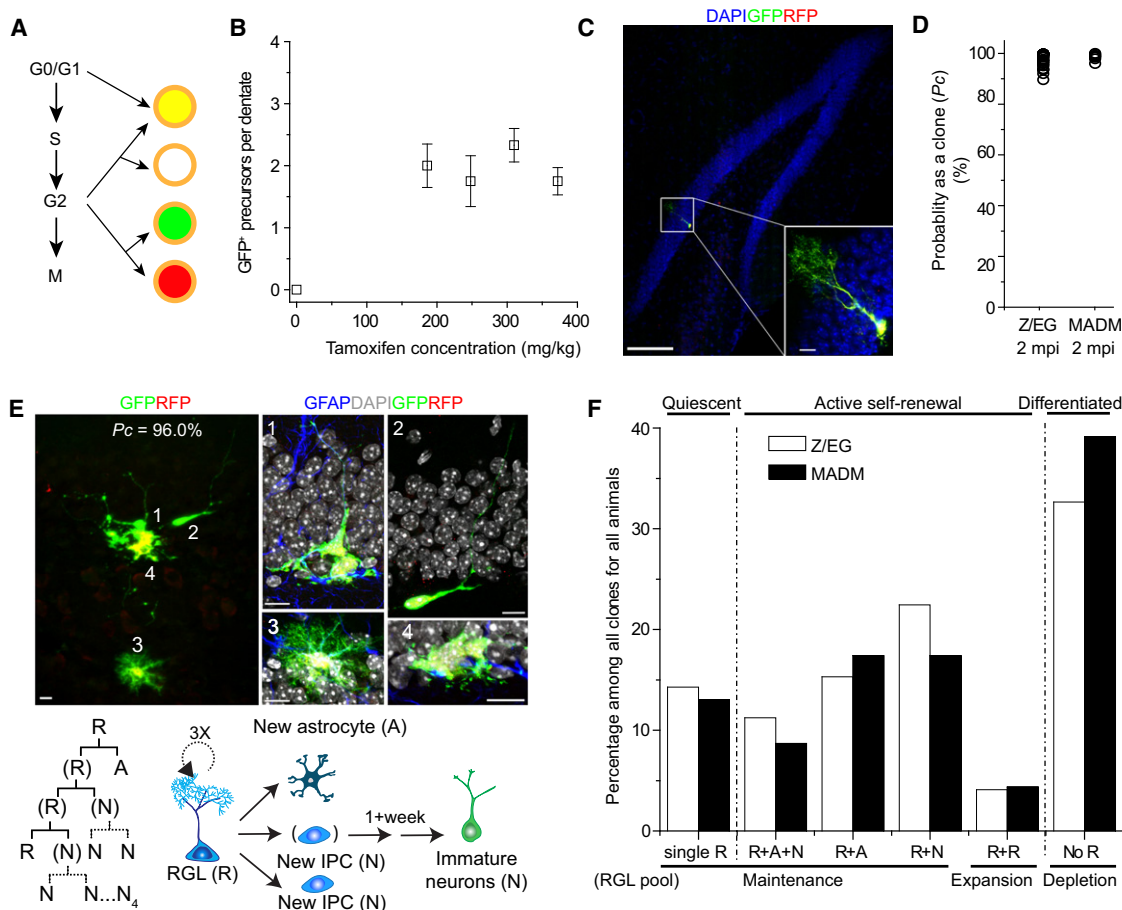 A
G0/G1
S
G2
M
B
GFP+ precursors per dentate
4
3
2
1
0
0 100 200 300 400
Tamoxifen concentration (mg/kg)
C
DAPIGFPRFP
D
Probablity as a clone (Pc)
(%)
100
80
60
40
20
0
Z/EG MADM
2 mpi 2 mpi
E
GFPRFP
Pc = 96.0%
1
2
4
3
GFAPDAPIGFPRFP
1
2
3
4
R
(R) A
(R) (N)
R (N) N N
N N...N4
3X
RGL (R)
New astrocyte (A)
New IPC (N)
New IPC (N)
1+week
Immature
neurons (N)
F
Quiescent Active self-renewal Differentiated
Percentage among all clones for all animals
40
30
20
10
0
Z/EG
MADM
single R R+A+N R+A R+N R+R No R
(RGL pool) Maintenance Expansion Depletion